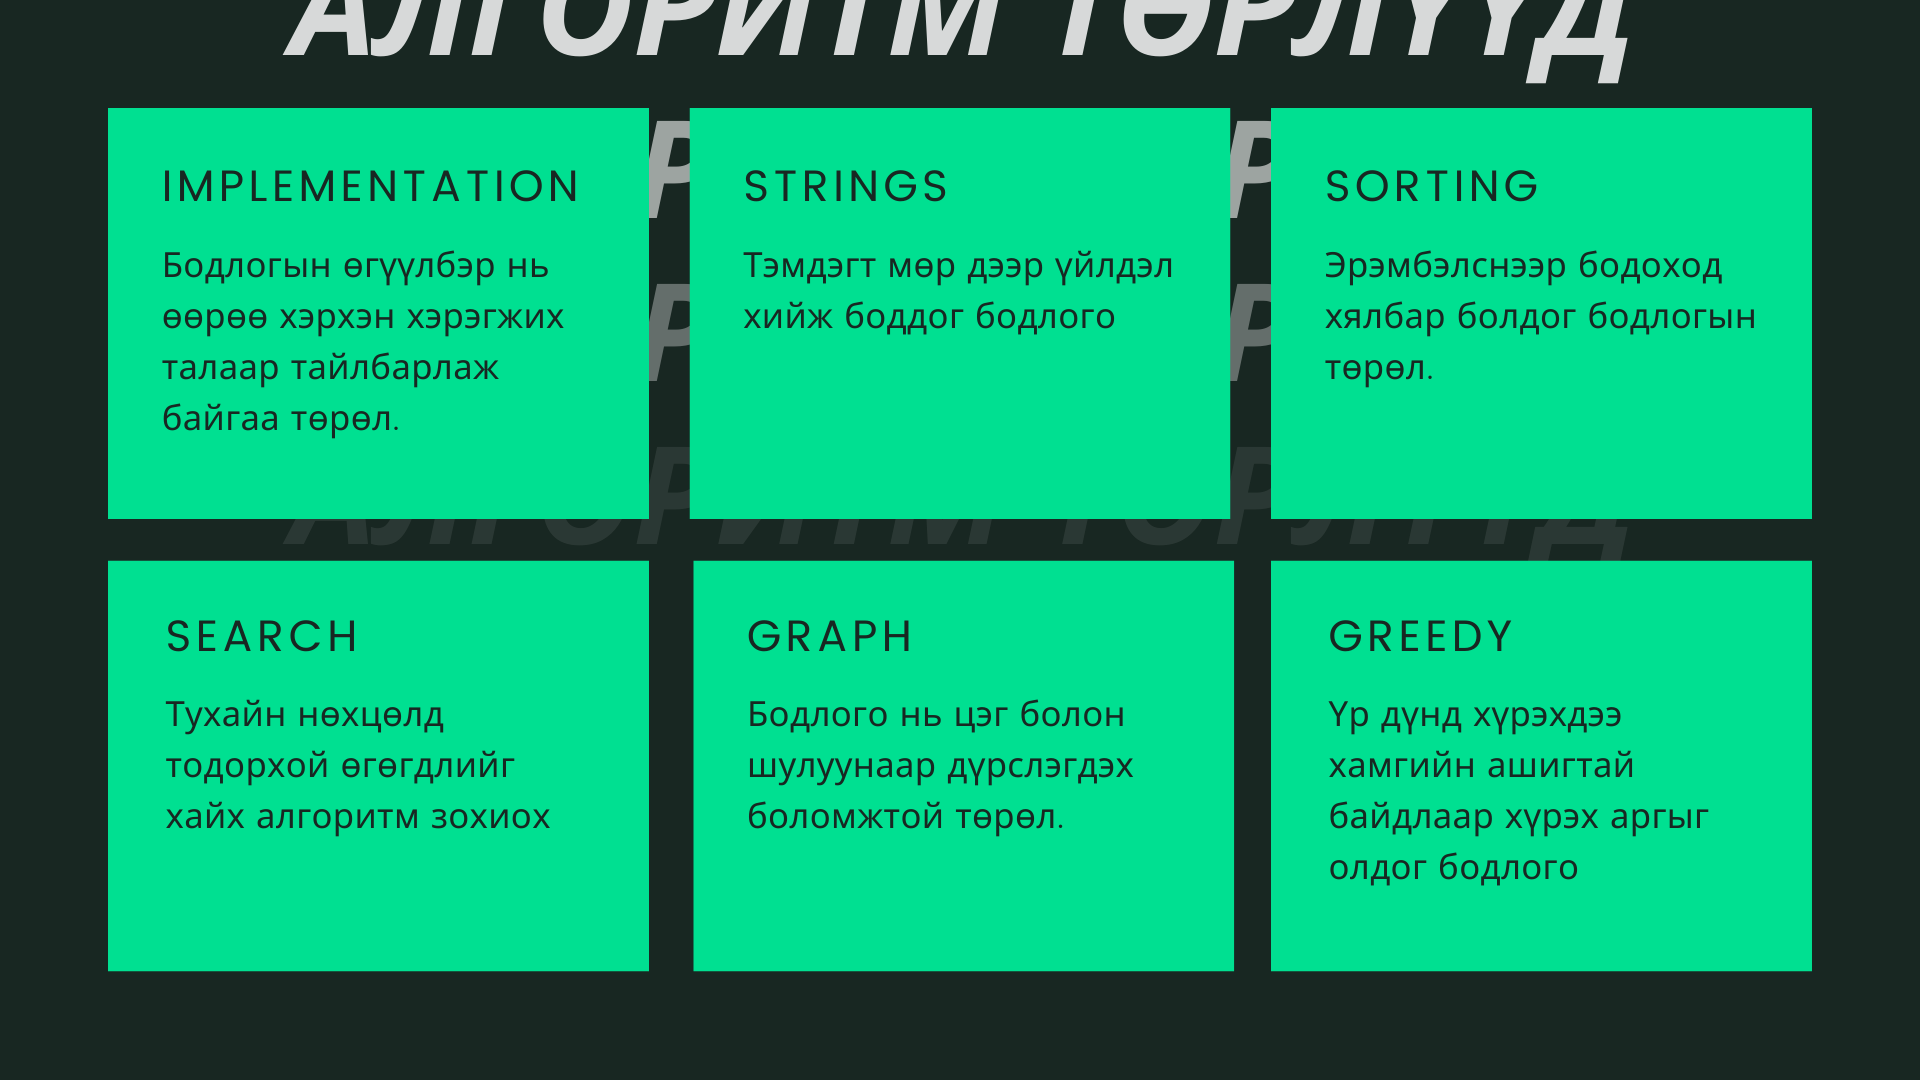 АЛГОРИТМ ТӨРЛҮҮД
IMPLEMENTATION
Бодлогын өгүүлбэр нь
өөрөө хэрхэн хэрэгжих
талаар тайлбарлаж
байгаа төрөл.
STRINGS
Тэмдэгт мөр дээр үйлдэл
хийж боддог бодлого
SORTING
Эрэмбэлснээр бодоход
хялбар болдог бодлогын
төрөл.
АЛГОРИТМ ТӨРЛҮҮД
SEARCH
Тухайн нөхцөлд
тодорхой өгөгдлийг
хайх алгоритм зохиох
GRAPH
Бодлого нь цэг болон
шулуунаар дүрслэгдэх
боломжтой төрөл.
GREEDY
Үр дүнд хүрэхдээ
хамгийн ашигтай
байдлаар хүрэх аргыг
олдог бодлого